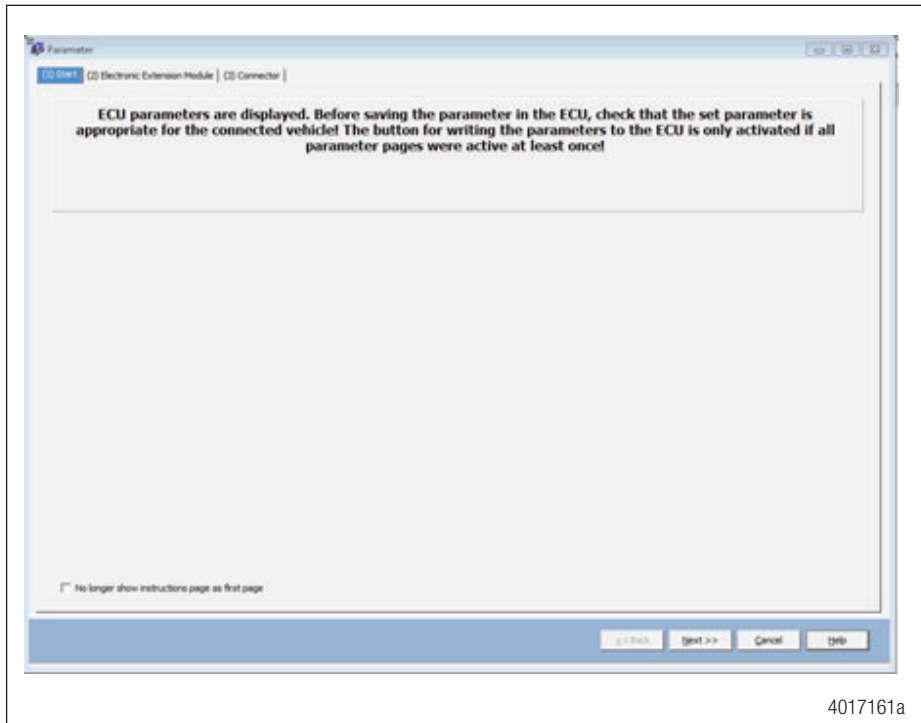 Parameter
(1) Start (2) Electronic Extension Module (3) Connector
ECU parameters are displayed. Before saving the parameter in the ECU, check that the set parameter is
appropriate for the connected vehicle! The button for writing the parameters to the ECU is only activated if all
parameter pages were active at least once!
No longer show instructions page as first page
<< Back Next >> Cancel Help
4017161a